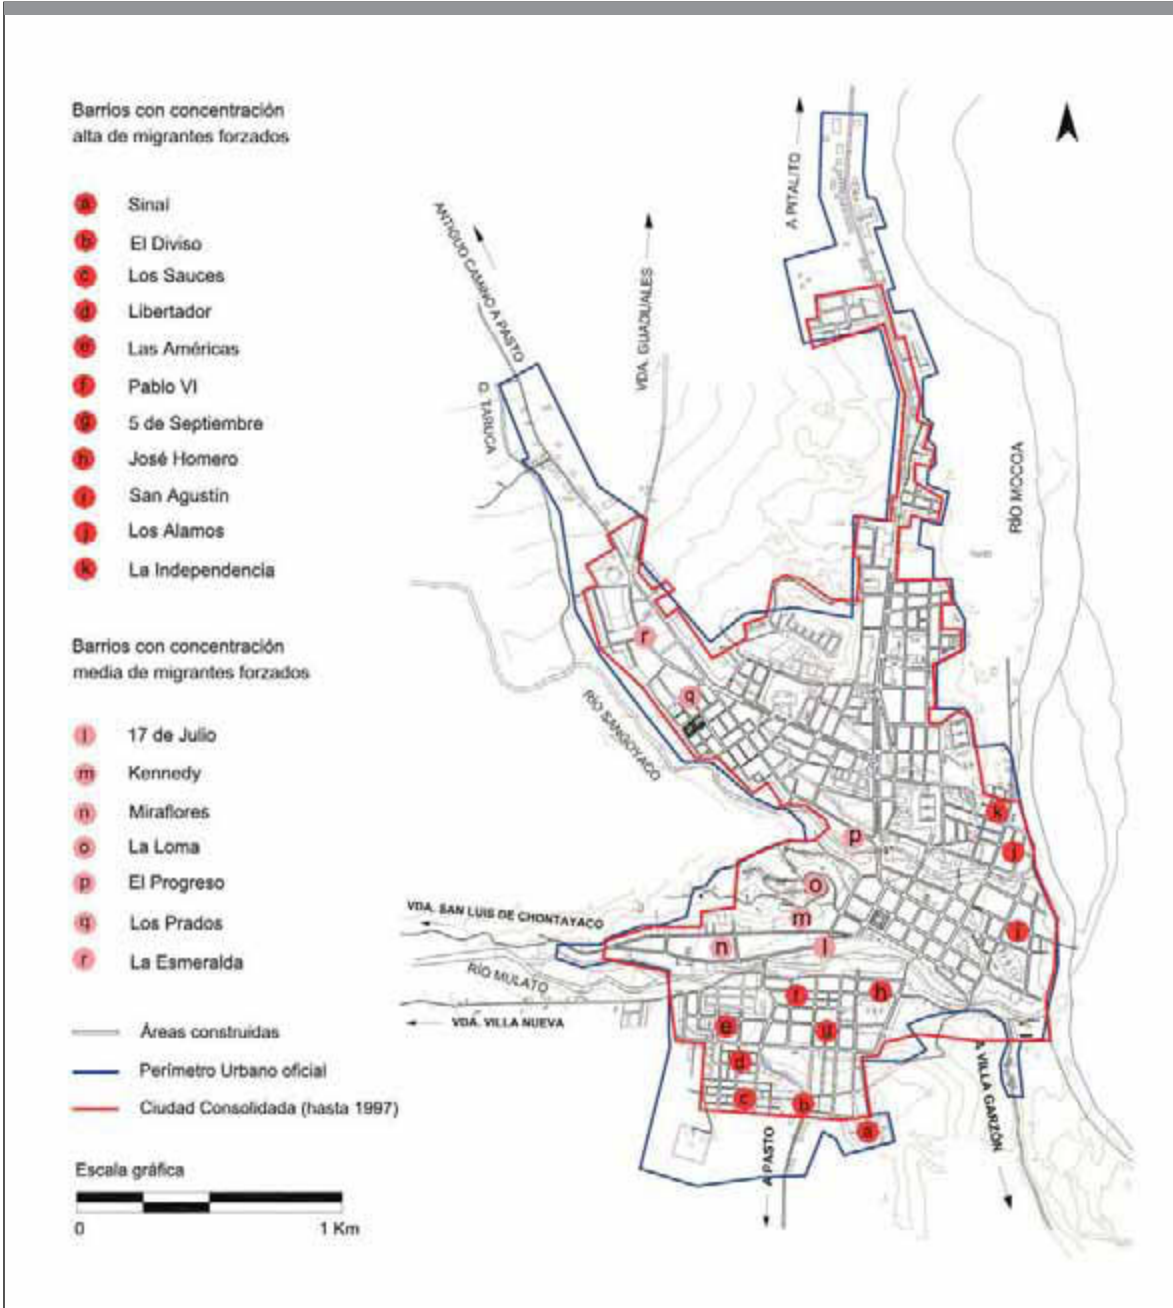 Barrios con concentración
alta de migrantes forzados
a Sinaí
b El Diviso
c Los Sauces
d Libertador
e Las Américas
f Pablo VI
g 5 de Septiembre
h José Homero
i San Agustín
j Los Alamos
k La Independencia
Barrios con concentración
media de migrantes forzados
l 17 de Julio
m Kennedy
n Miraflores
o La Loma
p El Progreso
q Los Prados
r La Esmeralda
Áreas construidas
Perímetro Urbano oficial
Ciudad Consolidada (hasta 1997)
Escala gráfica
0 1 Km
A PITALITO
ANTIGUO CAMINO A PASTO
VDA. GUADUALES
Q. TARUCA
RÍO MOCOA
RÍO SANGOYACO
r
q
k
j
p
o
VDA. SAN LUIS DE CHONTAYACO
m
i
n
l
RÍO MULATO
f
h
VDA. VILLA NUEVA
e
g
d
c
b
a
A PASTO
A VILLA GARZÓN